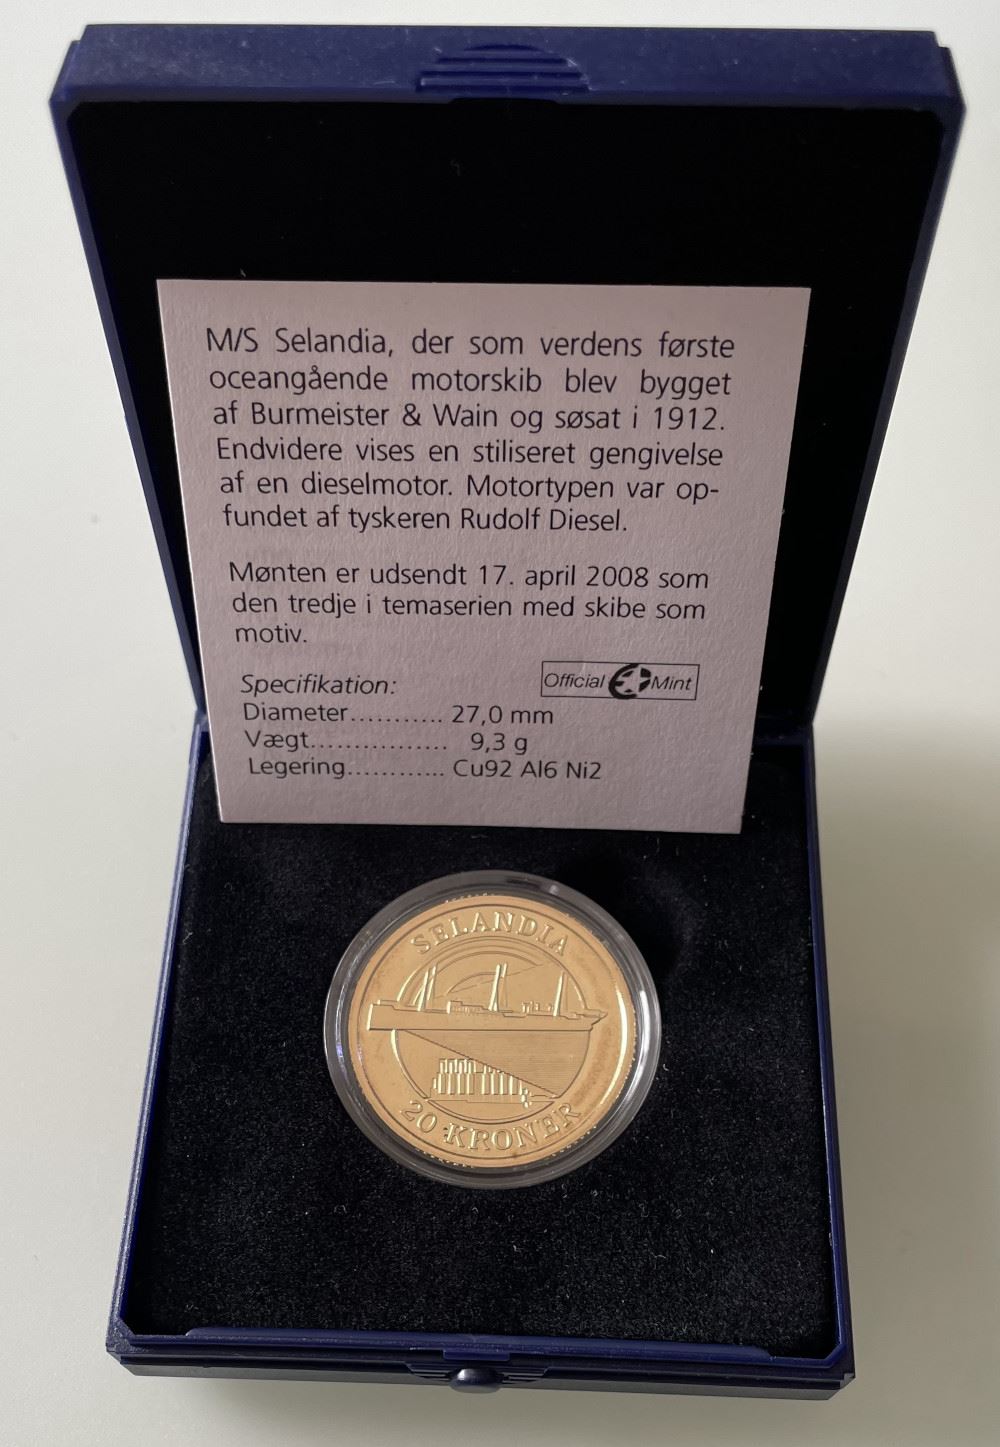 M/S Selandia, der som verdens første
oceangående motorskib blev bygget
af Burmeister & Wain og søsat i 1912.
Endvidere vises en stiliseret gengivelse
af en dieselmotor. Motortypen var op-
fundet af tyskeren Rudolf Diesel.
Mønten er udsendt 17. april 2008 som
den tredje i temaserien med skibe som
motiv.
Official Mint
Specifikation:
Diameter........... 27,0 mm
Vægt................ 9,3 g
Legering............ Cu92 Al6 Ni2
SELANDIA
20 KRONER